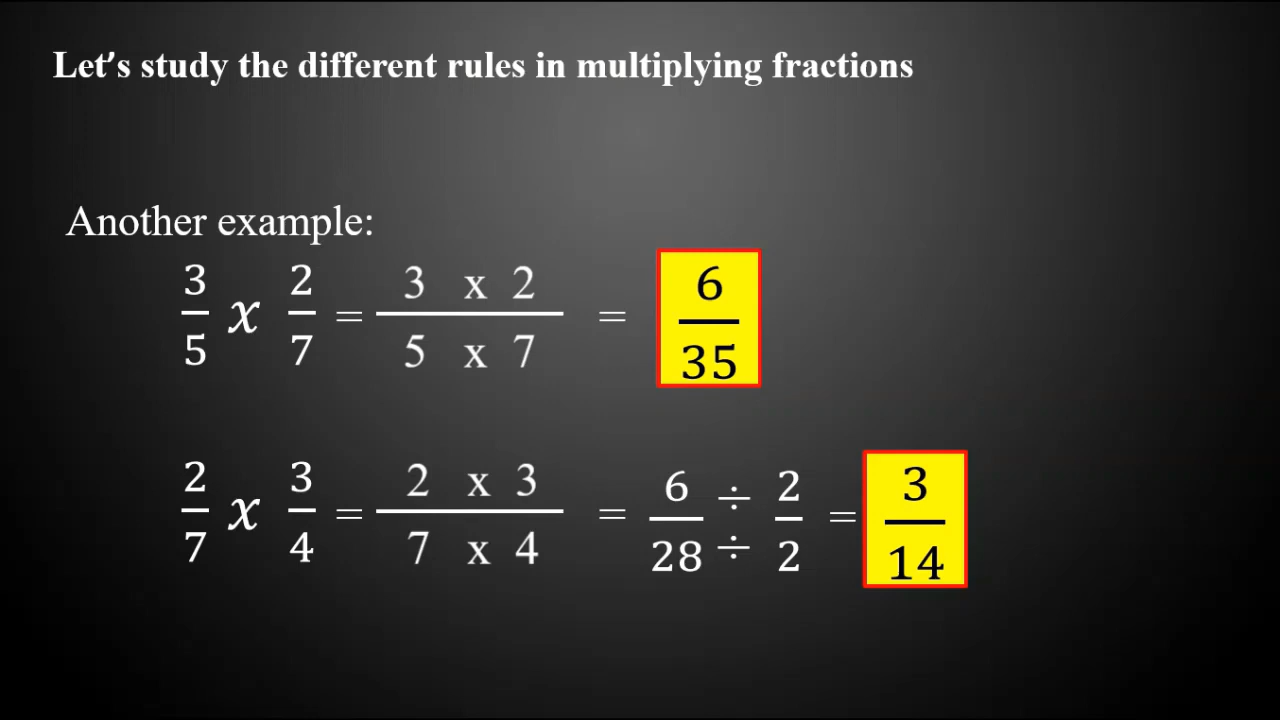 Let's study the different rules in multiplying fractions
Another example:
3/5 x 2/7 = 3 x 2 / 5 x 7 = 6/35
2/7 x 3/4 = 2 x 3 / 7 x 4 = 6/28 ÷ ÷ 2/2 = 3/14